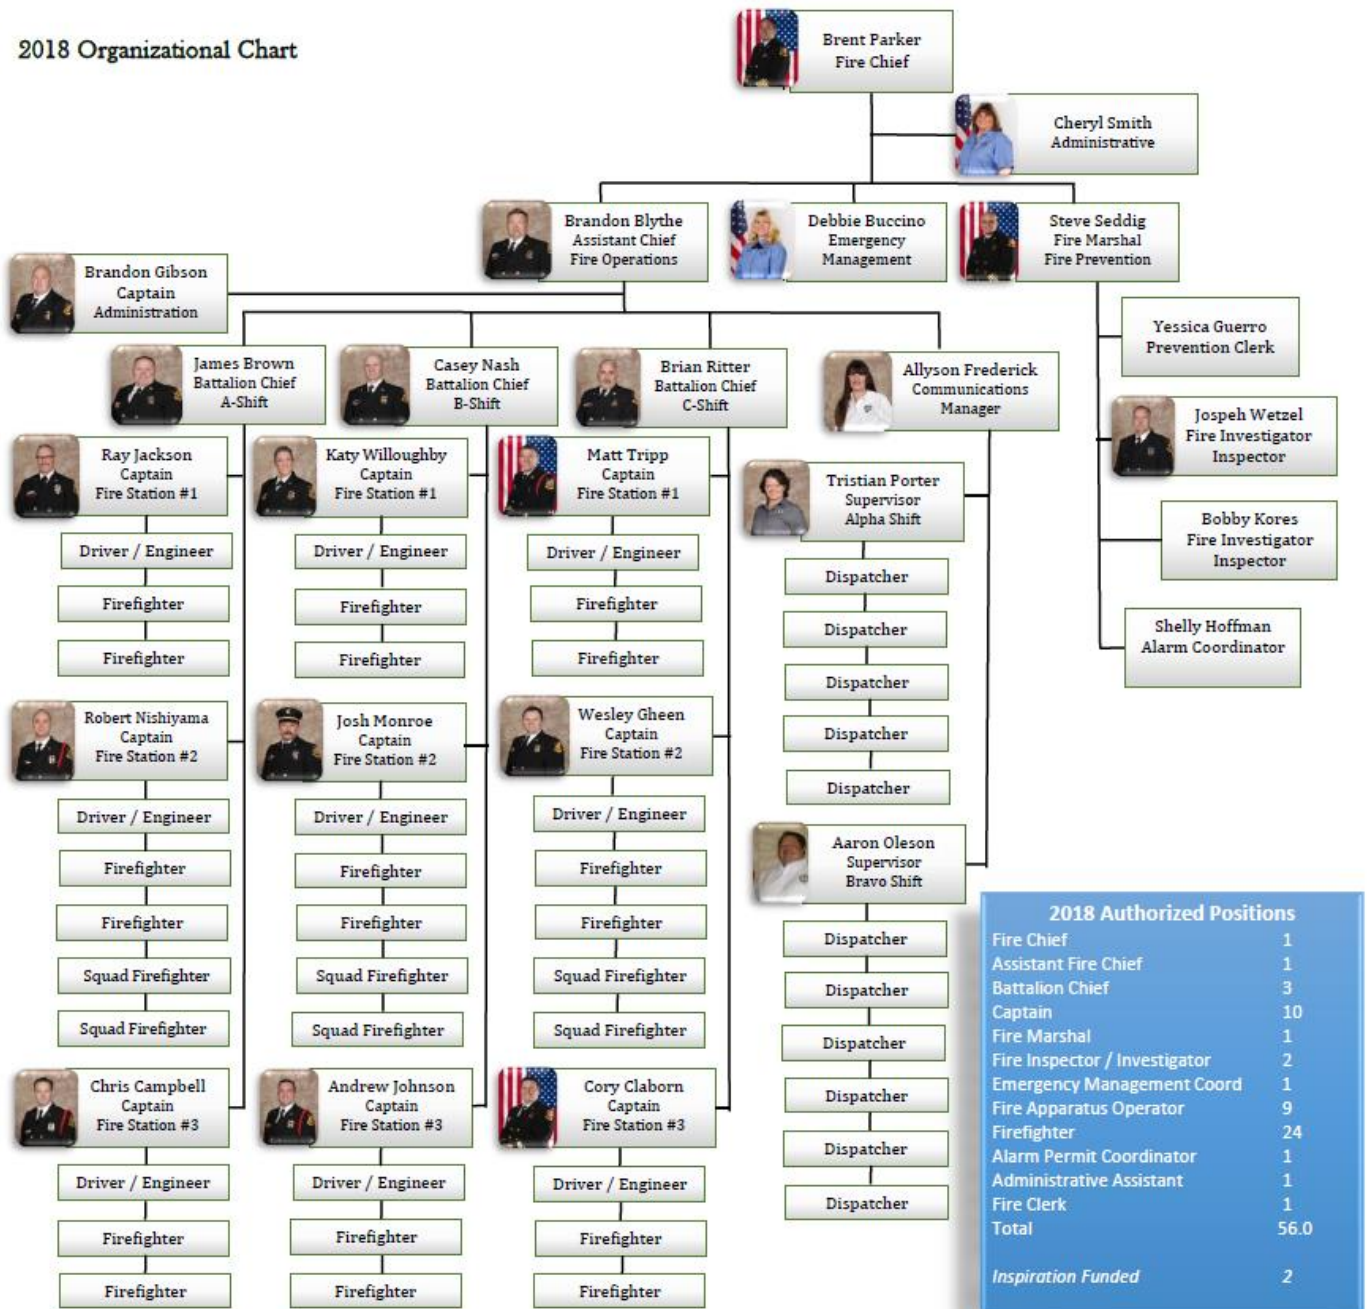 2018 Organizational Chart
Brent Parker
Fire Chief
Cheryl Smith
Administrative
Brandon Blythe
Assistant Chief
Fire Operations
Debbie Buccino
Emergency
Management
Steve Seddig
Fire Marshal
Fire Prevention
Brandon Gibson
Captain
Administration
Yessica Guerro
Prevention Clerk
Jospeh Wetzel
Fire Investigator
Inspector
Bobby Kores
Fire Investigator
Inspector
Shelly Hoffman
Alarm Coordinator
James Brown
Battalion Chief
A-Shift
Ray Jackson
Captain
Fire Station #1
Driver / Engineer
Firefighter
Firefighter
Robert Nishiyama
Captain
Fire Station #2
Driver / Engineer
Firefighter
Firefighter
Squad Firefighter
Squad Firefighter
Chris Campbell
Captain
Fire Station #3
Driver / Engineer
Firefighter
Firefighter
Casey Nash
Battalion Chief
B-Shift
Katy Willoughby
Captain
Fire Station #1
Driver / Engineer
Firefighter
Firefighter
Josh Monroe
Captain
Fire Station #2
Driver / Engineer
Firefighter
Firefighter
Squad Firefighter
Squad Firefighter
Andrew Johnson
Captain
Fire Station #3
Driver / Engineer
Firefighter
Firefighter
Brian Ritter
Battalion Chief
C-Shift
Matt Tripp
Captain
Fire Station #1
Driver / Engineer
Firefighter
Firefighter
Wesley Gheen
Captain
Fire Station #2
Driver / Engineer
Firefighter
Firefighter
Squad Firefighter
Squad Firefighter
Cory Claborn
Captain
Fire Station #3
Driver / Engineer
Firefighter
Firefighter
Allyson Frederick
Communications
Manager
Tristian Porter
Supervisor
Alpha Shift
Dispatcher
Dispatcher
Dispatcher
Dispatcher
Dispatcher
Aaron Oleson
Supervisor
Bravo Shift
Dispatcher
Dispatcher
Dispatcher
Dispatcher
Dispatcher
Dispatcher
2018 Authorized Positions
Fire Chief 1
Assistant Fire Chief 1
Battalion Chief 3
Captain 10
Fire Marshal 1
Fire Inspector / Investigator 2
Emergency Management Coord 1
Fire Apparatus Operator 9
Firefighter 24
Alarm Permit Coordinator 1
Administrative Assistant 1
Fire Clerk 1
Total 56.0
Inspiration Funded 2